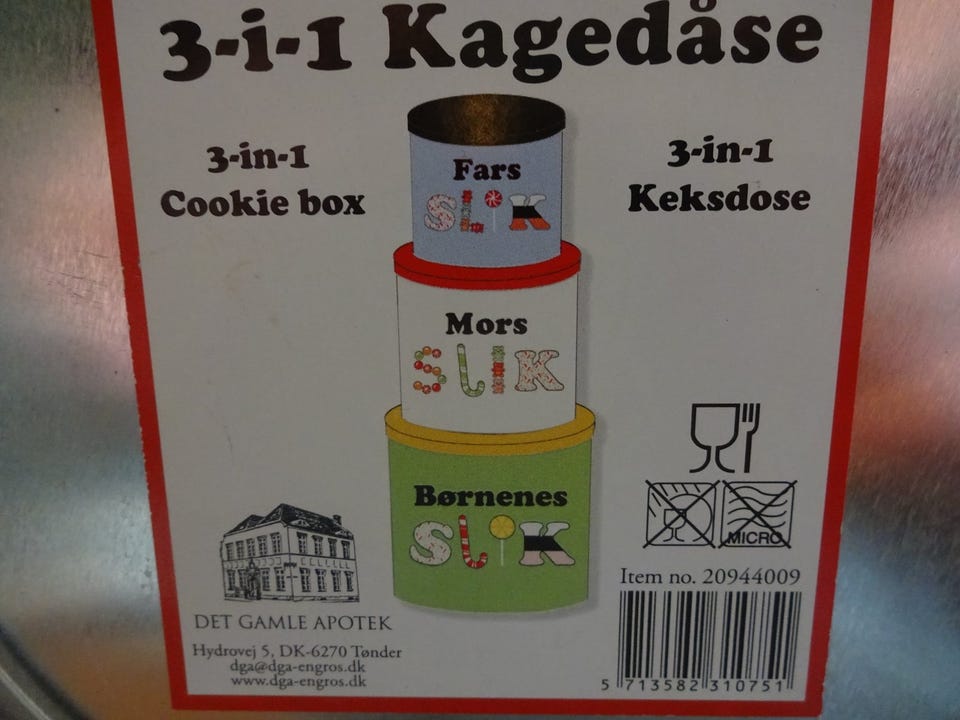 3-i-1 Kagedåse
3-in-1
Cookie box
3-in-1
Keksdose
Fars
SLIK
Mors
SLIK
Børnenes
SLIK
MICRO
Item no. 20944009
5 713582 310751
DET GAMLE APOTEK
Hydrovej 5, DK-6270 Tønder
dga@dga-engros.dk
www.dga-engros.dk